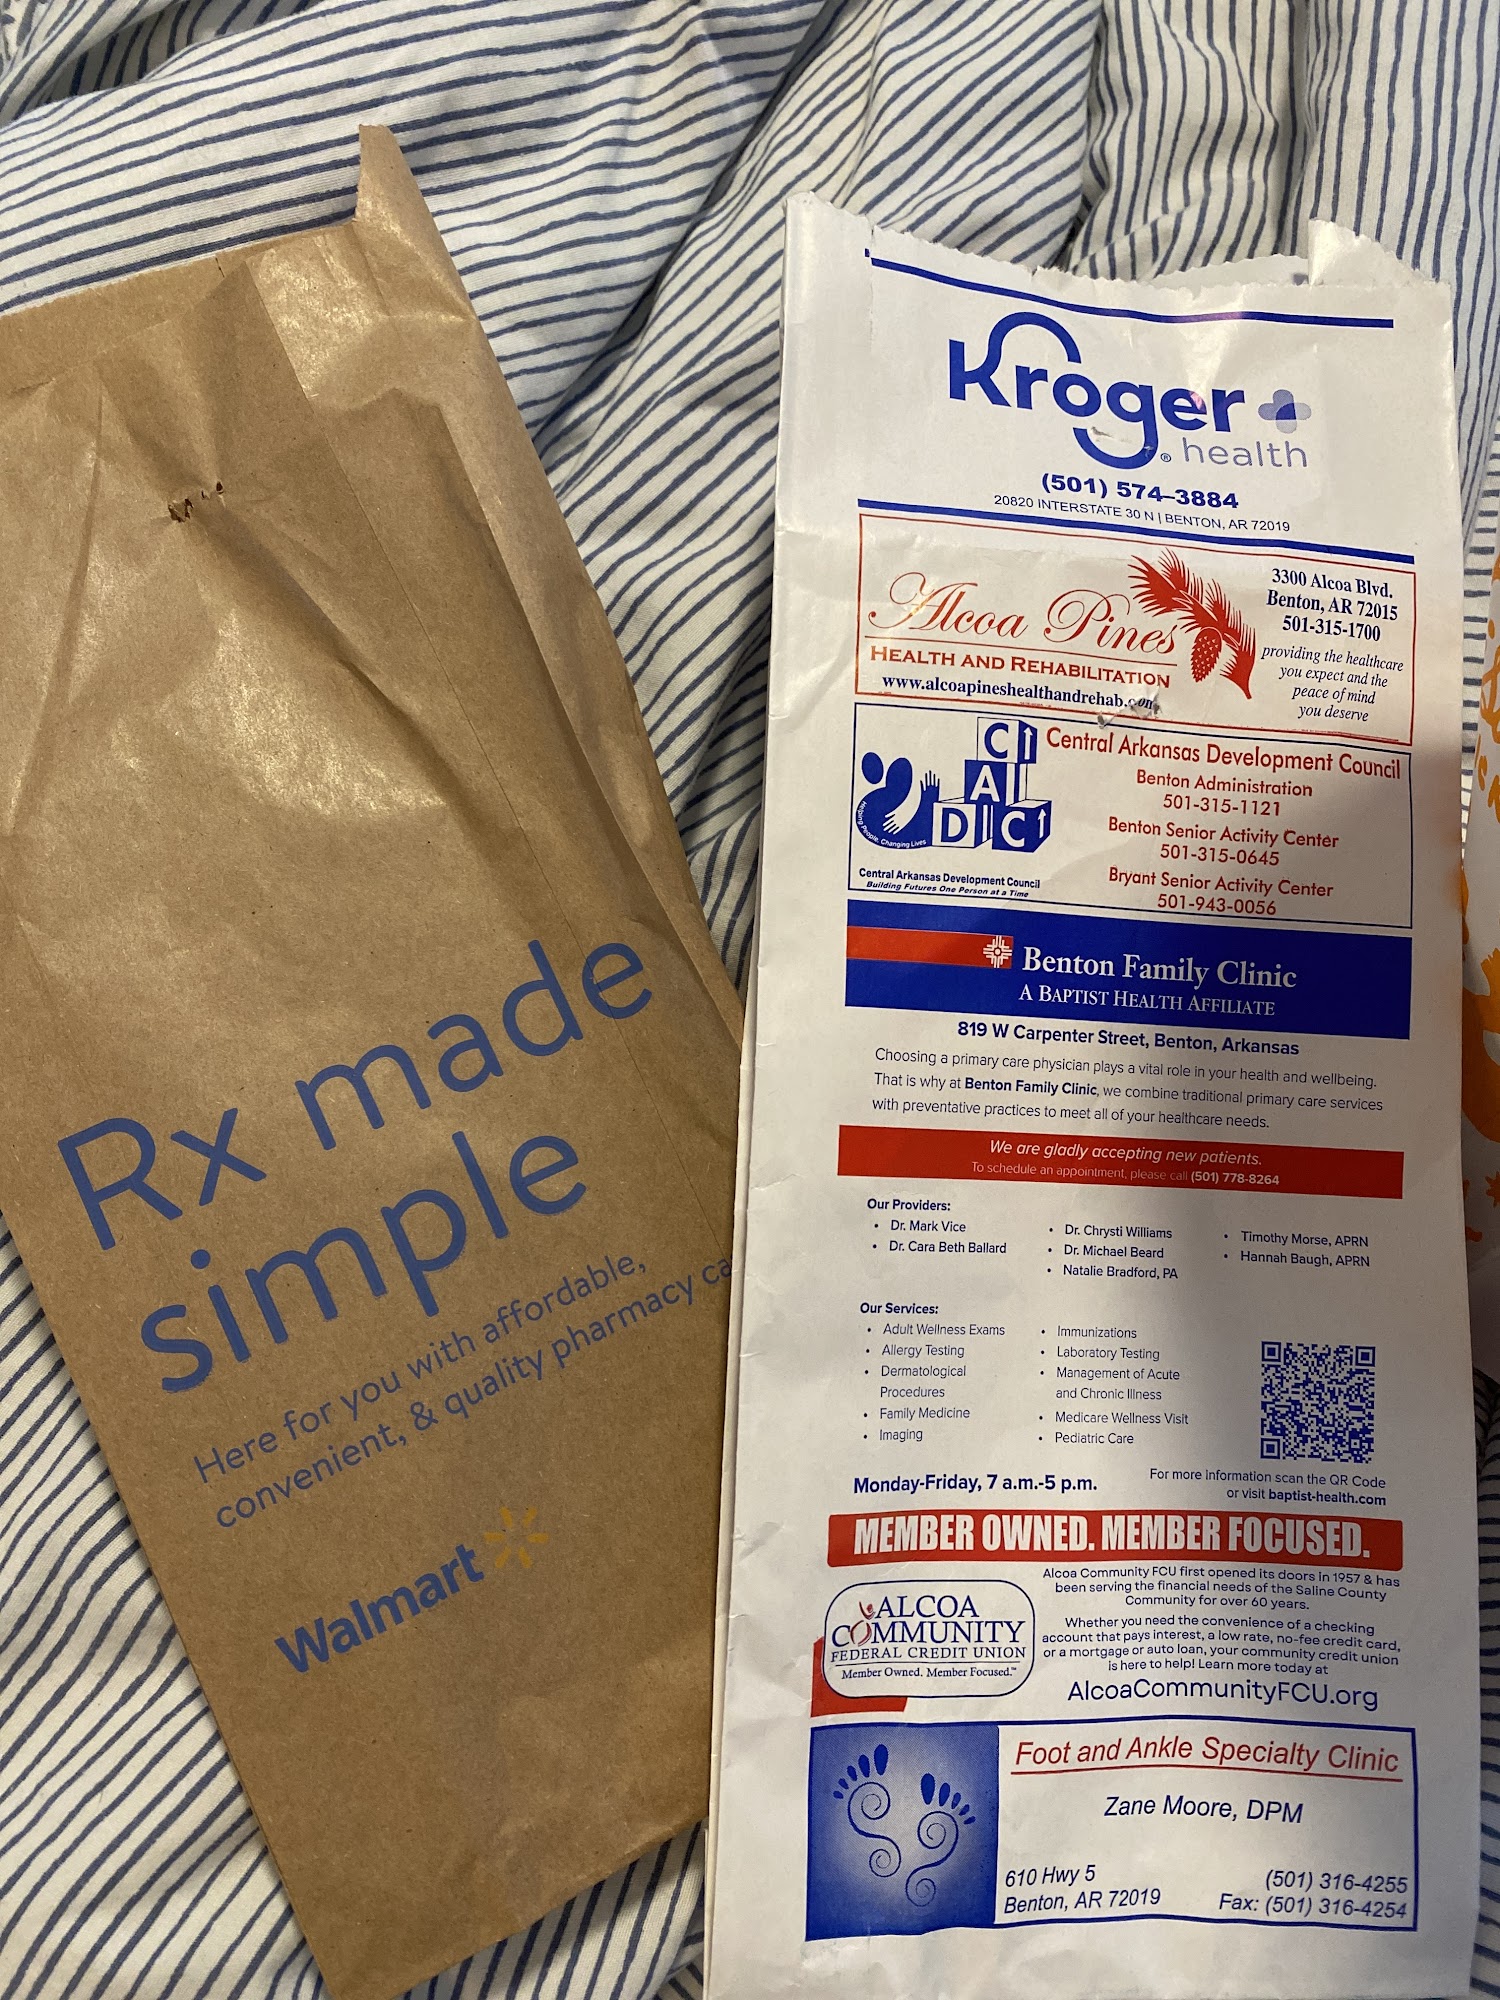 Rx made
simple
Here for you with affordable,
convenient, & quality pharmacy ca
Walmart
Kroger
® health
(501) 574-3884
20820 INTERSTATE 30 N | BENTON, AR 72019
Alcoa Pines
HEALTH AND REHABILITATION
www.alcoapineshealthandrehab.com
3300 Alcoa Blvd.
Benton, AR 72015
501-315-1700
providing the healthcare
you expect and the
peace of mind
you deserve
C
A
D C
Helping People. Changing Lives
Central Arkansas Development Council
Building Futures One Person at a Time
Central Arkansas Development Council
Benton Administration
501-315-1121
Benton Senior Activity Center
501-315-0645
Bryant Senior Activity Center
501-943-0056
Benton Family Clinic
A BAPTIST HEALTH AFFILIATE
819 W Carpenter Street, Benton, Arkansas
Choosing a primary care physician plays a vital role in your health and wellbeing.
That is why at Benton Family Clinic, we combine traditional primary care services
with preventative practices to meet all of your healthcare needs.
We are gladly accepting new patients.
To schedule an appointment, please call (501) 778-8264
Our Providers:
• Dr. Mark Vice
• Dr. Cara Beth Ballard
• Dr. Chrysti Williams
• Dr. Michael Beard
• Natalie Bradford, PA
• Timothy Morse, APRN
• Hannah Baugh, APRN
Our Services:
• Adult Wellness Exams
• Allergy Testing
• Dermatological
Procedures
• Family Medicine
• Imaging
• Immunizations
• Laboratory Testing
• Management of Acute
and Chronic Illness
• Medicare Wellness Visit
• Pediatric Care
Monday-Friday, 7 a.m.-5 p.m.
For more information scan the QR Code
or visit baptist-health.com
MEMBER OWNED. MEMBER FOCUSED.
ALCOA
COMMUNITY
FEDERAL CREDIT UNION
Member Owned. Member Focused.™
Alcoa Community FCU first opened its doors in 1957 & has
been serving the financial needs of the Saline County
Community for over 60 years.
Whether you need the convenience of a checking
account that pays interest, a low rate, no-fee credit card,
or a mortgage or auto loan, your community credit union
is here to help! Learn more today at
AlcoaCommunityFCU.org
Foot and Ankle Specialty Clinic
Zane Moore, DPM
610 Hwy 5
Benton, AR 72019
(501) 316-4255
Fax: (501) 316-4254